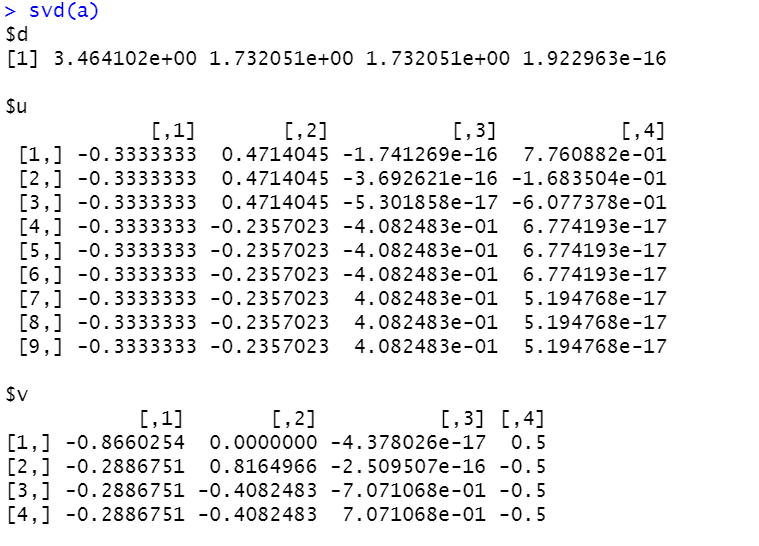 > svd(a)
$d
[1] 3.464102e+00 1.732051e+00 1.732051e+00 1.922963e-16
$u
[,1] [,2] [,3] [,4]
[1,] -0.3333333 0.4714045 -1.741269e-16 7.760882e-01
[2,] -0.3333333 0.4714045 -3.692621e-16 -1.683504e-01
[3,] -0.3333333 0.4714045 -5.301858e-17 -6.077378e-01
[4,] -0.3333333 -0.2357023 -4.082483e-01 6.774193e-17
[5,] -0.3333333 -0.2357023 -4.082483e-01 6.774193e-17
[6,] -0.3333333 -0.2357023 -4.082483e-01 6.774193e-17
[7,] -0.3333333 -0.2357023 4.082483e-01 5.194768e-17
[8,] -0.3333333 -0.2357023 4.082483e-01 5.194768e-17
[9,] -0.3333333 -0.2357023 4.082483e-01 5.194768e-17
$v
[,1] [,2] [,3] [,4]
[1,] -0.8660254 0.0000000 -4.378026e-17 0.5
[2,] -0.2886751 0.8164966 -2.509507e-16 -0.5
[3,] -0.2886751 -0.4082483 -7.071068e-01 -0.5
[4,] -0.2886751 -0.4082483 7.071068e-01 -0.5